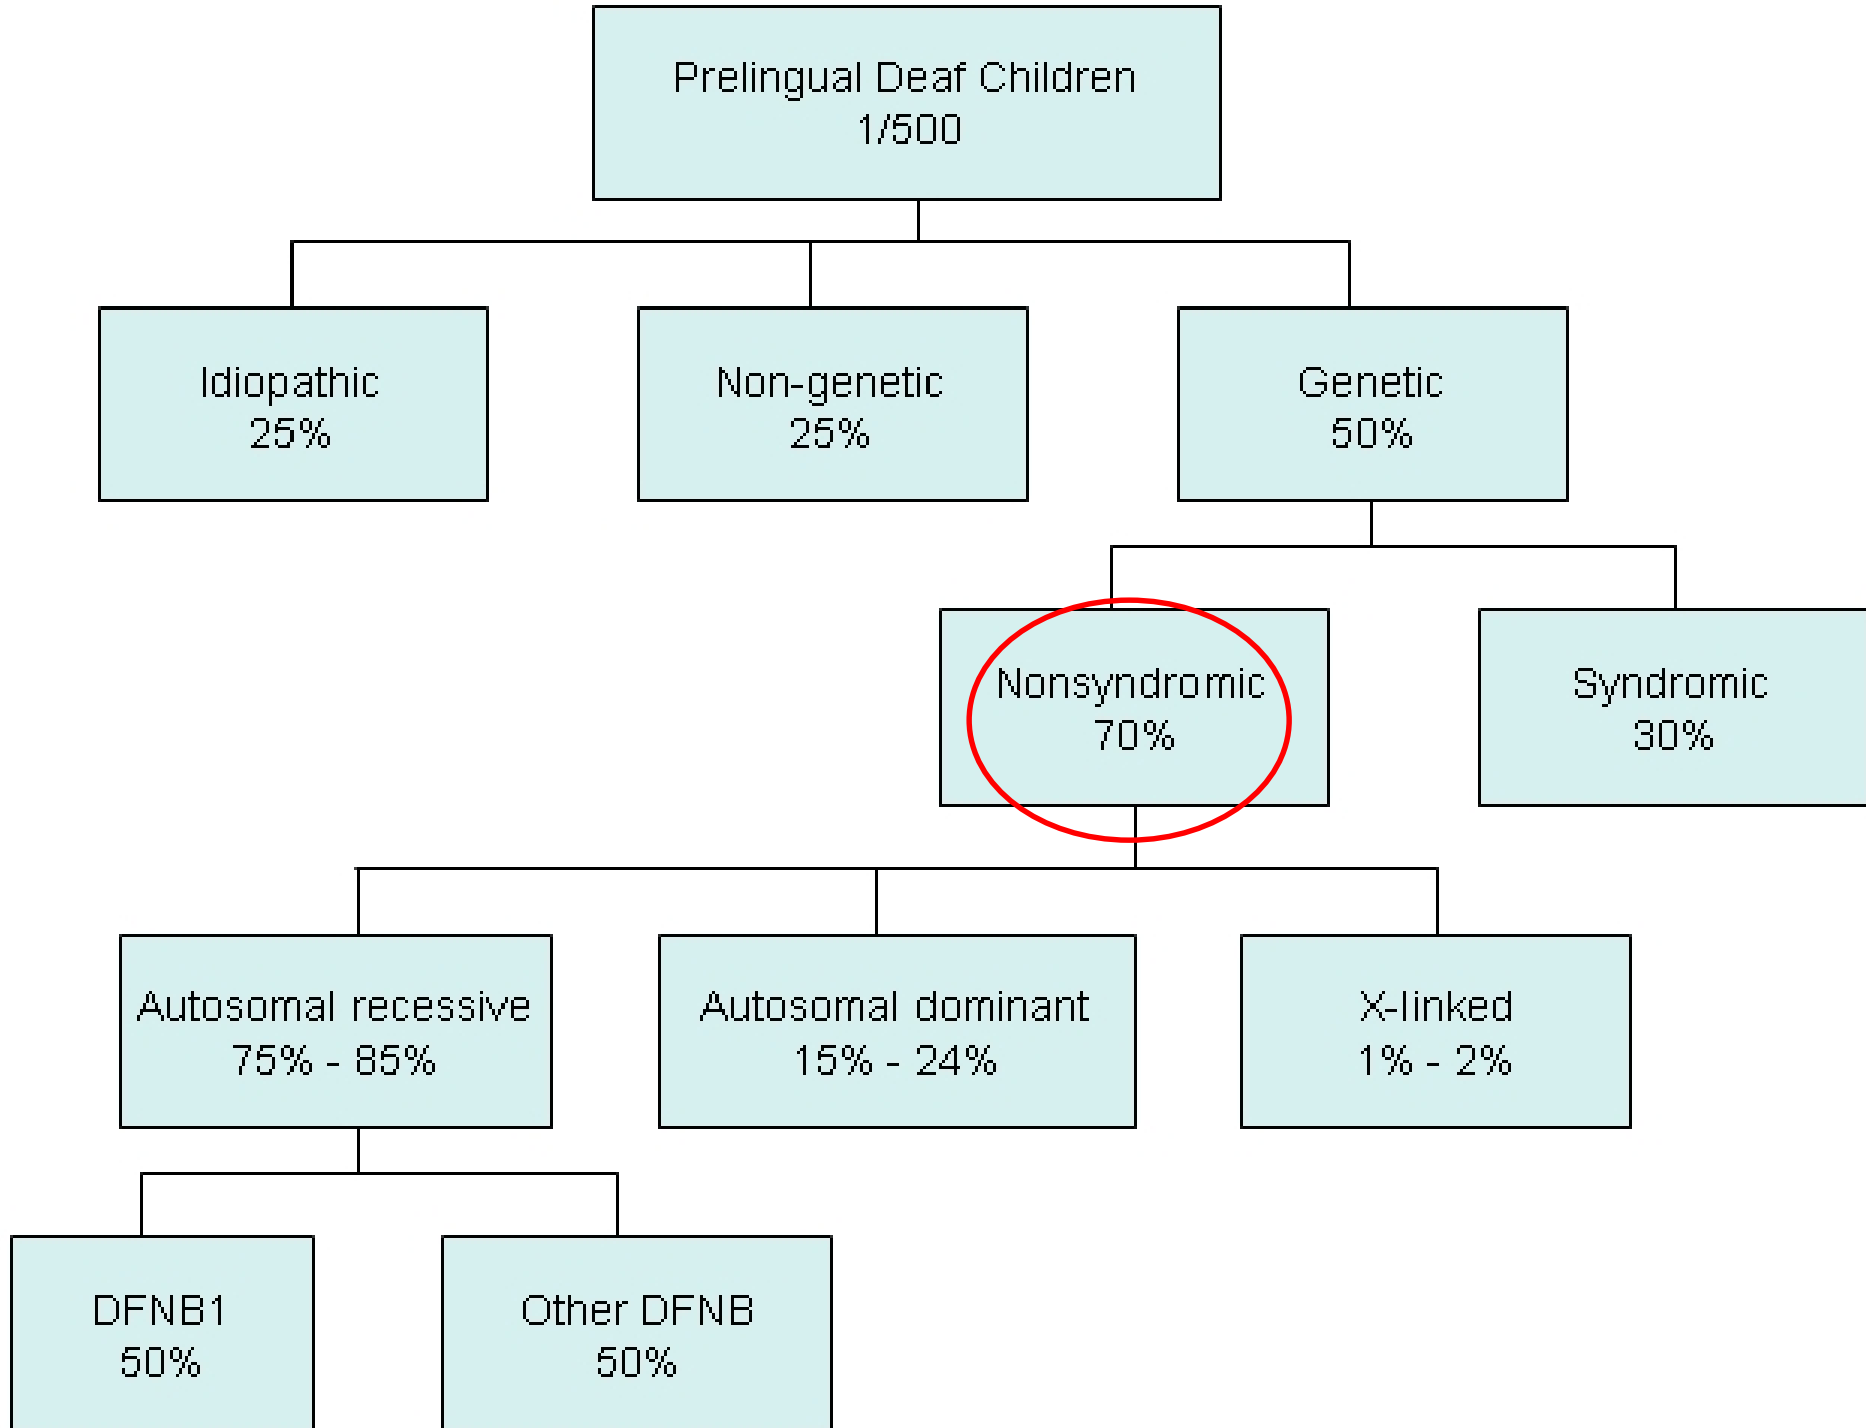 Prelingual Deaf Children
1/500
Idiopathic
25%
Non-genetic
25%
Genetic
50%
Nonsyndromic
70%
Syndromic
30%
Autosomal recessive
75% - 85%
Autosomal dominant
15% - 24%
X-linked
1% - 2%
DFNB1
50%
Other DFNB
50%